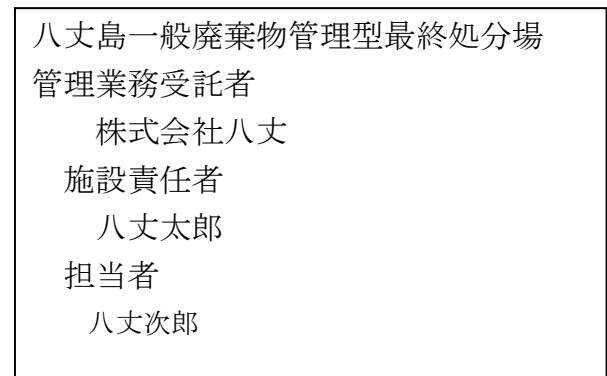 八丈島一般廃棄物管理型最終処分場
管理業務受託者
株式会社八丈
施設責任者
八丈太郎
担当者
八丈次郎